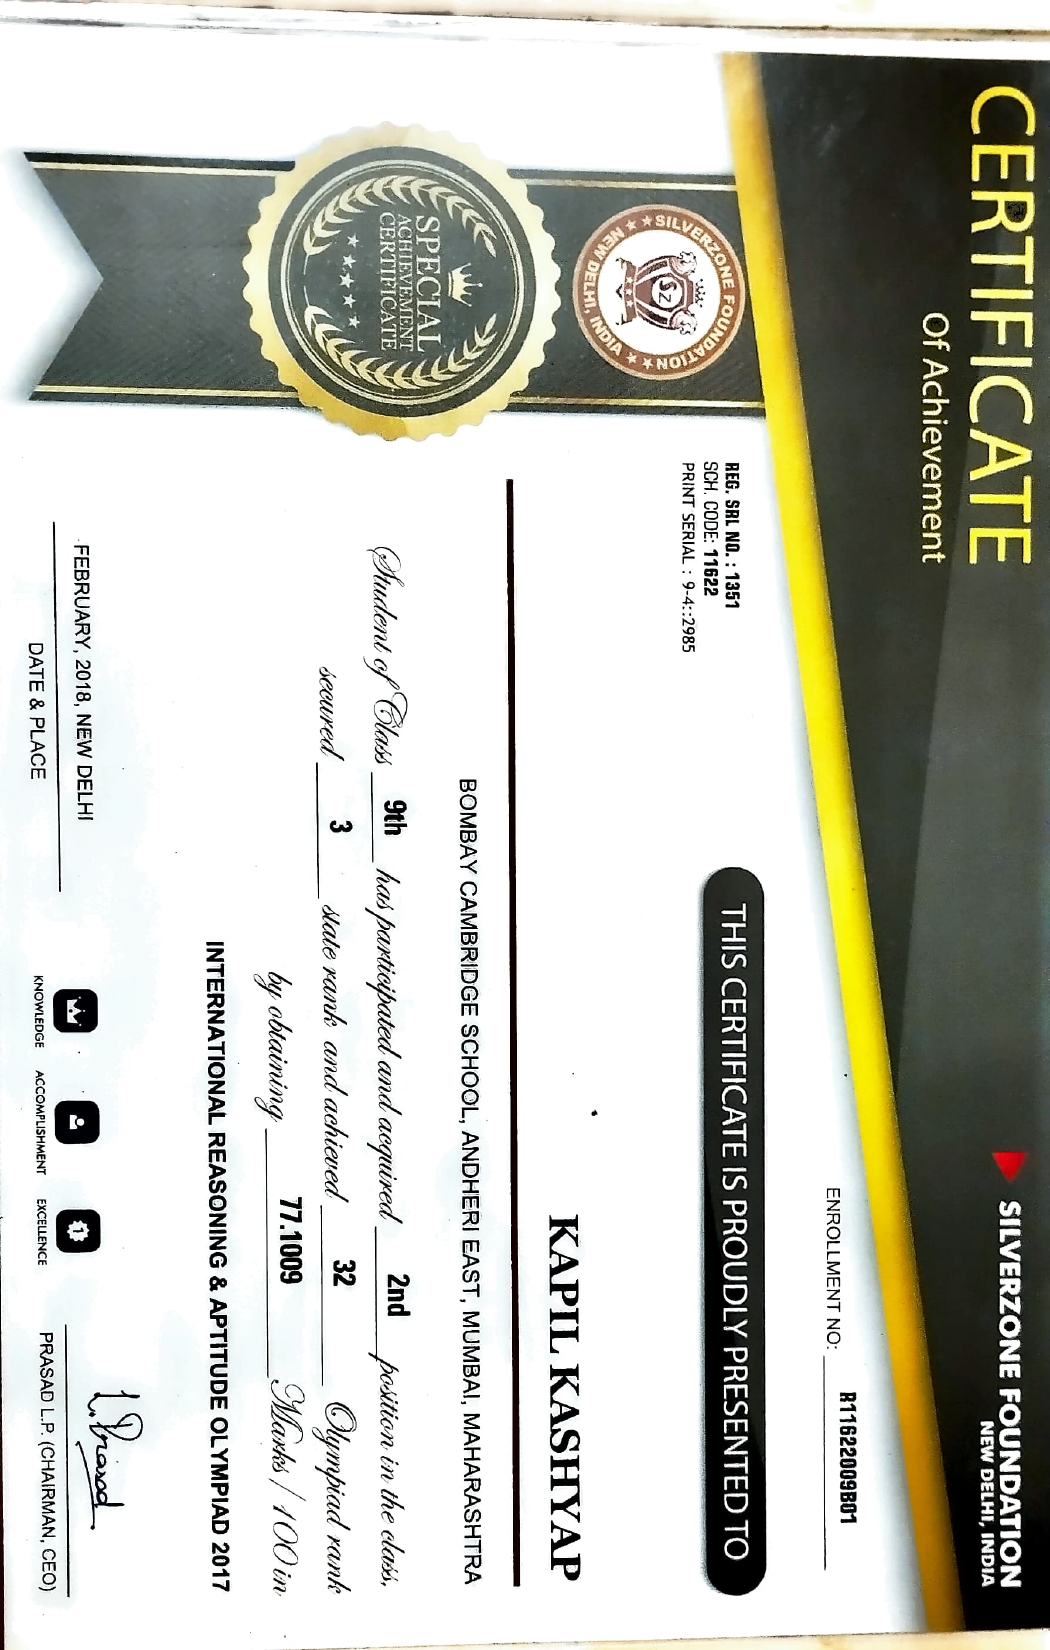 CERTIFICATE
Of Achievement
SILVERZONE FOUNDATION
NEW DELHI, INDIA
ENROLLMENT NO: R11622009B01
★★ SILVERZONE FOUNDATION ★★
NEW DELHI, INDIA
SZ
REG. SRL NO. : 1351
SCH. CODE: 11622
PRINT SERIAL : 9-4::2985
THIS CERTIFICATE IS PROUDLY PRESENTED TO
SPECIAL
ACHIEVEMENT
CERTIFICATE
KAPIL KASHYAP
BOMBAY CAMBRIDGE SCHOOL, ANDHERI EAST, MUMBAI, MAHARASHTRA
Student of Class 9th has participated and acquired 2nd position in the class,
secured 3 state rank and achieved 32 Olympiad rank
by obtaining 77.1009 Marks / 100 in
INTERNATIONAL REASONING & APTITUDE OLYMPIAD 2017
FEBRUARY, 2018, NEW DELHI
DATE & PLACE
KNOWLEDGE ACCOMPLISHMENT EXCELLENCE
1
L. Prasad
PRASAD L.P. (CHAIRMAN, CEO)